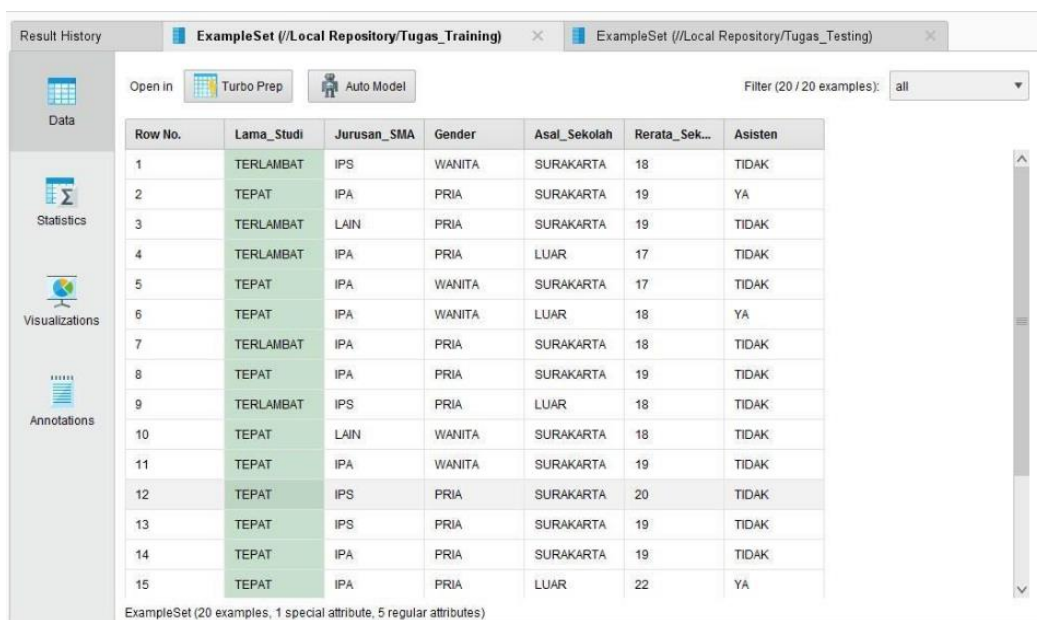 Result History ExampleSet (//Local Repository/Tugas_Training) ExampleSet (//Local Repository/Tugas_Testing)
Open in Turbo Prep Auto Model Filter (20 / 20 examples): all
Data
Statistics
Visualizations
Annotations
Row No. Lama_Studi Jurusan_SMA Gender Asal_Sekolah Rerata_Sek... Asisten
1 TERLAMBAT IPS WANITA SURAKARTA 18 TIDAK
2 TEPAT IPA PRIA SURAKARTA 19 YA
3 TERLAMBAT LAIN PRIA SURAKARTA 19 TIDAK
4 TERLAMBAT IPA PRIA LUAR 17 TIDAK
5 TEPAT IPA WANITA SURAKARTA 17 TIDAK
6 TEPAT IPA WANITA LUAR 18 YA
7 TERLAMBAT IPA PRIA SURAKARTA 18 TIDAK
8 TEPAT IPA PRIA SURAKARTA 19 TIDAK
9 TERLAMBAT IPS PRIA LUAR 18 TIDAK
10 TEPAT LAIN WANITA SURAKARTA 18 TIDAK
11 TEPAT IPA WANITA SURAKARTA 19 TIDAK
12 TEPAT IPS PRIA SURAKARTA 20 TIDAK
13 TEPAT IPS PRIA SURAKARTA 19 TIDAK
14 TEPAT IPA PRIA SURAKARTA 19 TIDAK
15 TEPAT IPA PRIA LUAR 22 YA
ExampleSet (20 examples, 1 special attribute, 5 regular attributes)